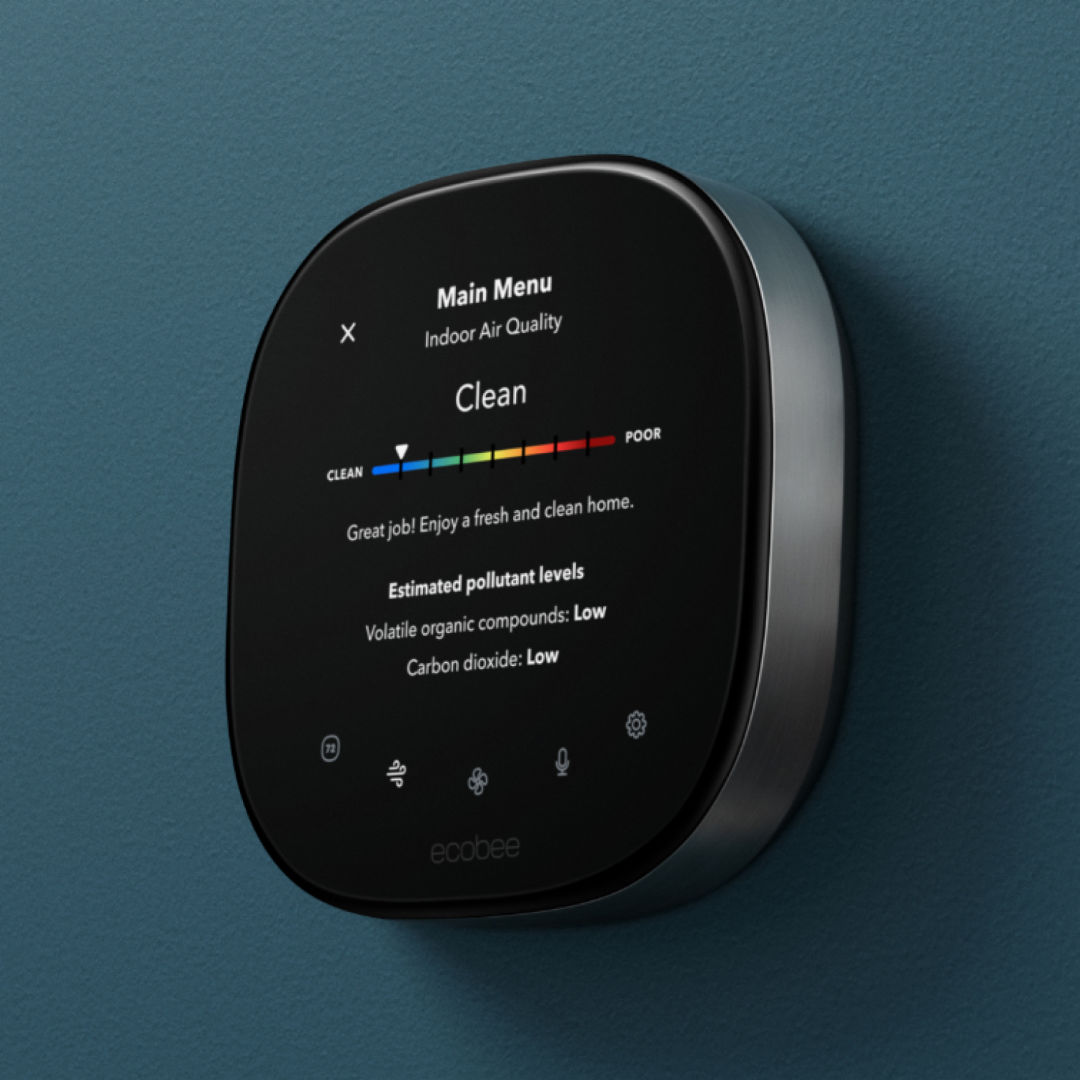 Main Menu
X
Indoor Air Quality
Clean
CLEAN
POOR
Great job! Enjoy a fresh and clean home.
Estimated pollutant levels
Volatile organic compounds: Low
Carbon dioxide: Low
72
ecobee